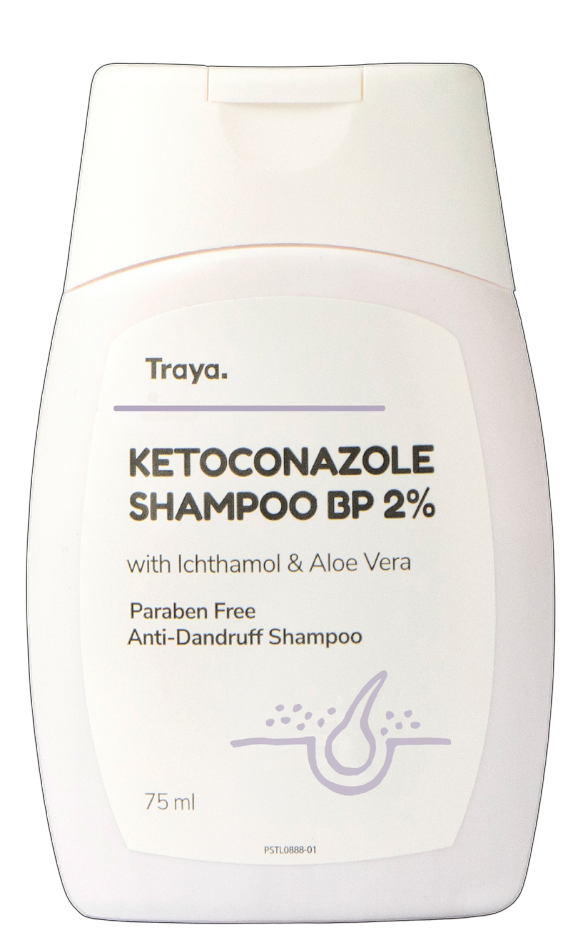 Traya.
KETOCONAZOLE
SHAMPOO BP 2%
with Ichthamol & Aloe Vera
Paraben Free
Anti-Dandruff Shampoo
75 ml
PSTL0888-01